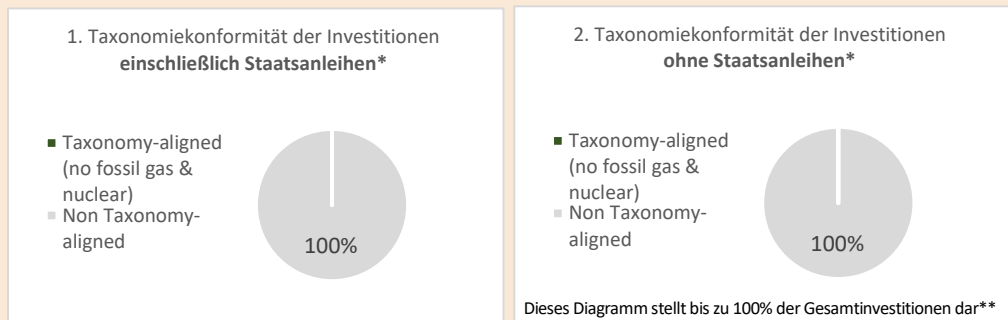 1. Taxonomiekonformität der Investitionen
einschließlich Staatsanleihen*
Taxonomy-aligned
(no fossil gas &
nuclear)
Non Taxonomy-
aligned
100%
2. Taxonomiekonformität der Investitionen
ohne Staatsanleihen*
Taxonomy-aligned
(no fossil gas &
nuclear)
Non Taxonomy-
aligned
100%
Dieses Diagramm stellt bis zu 100% der Gesamtinvestitionen dar**